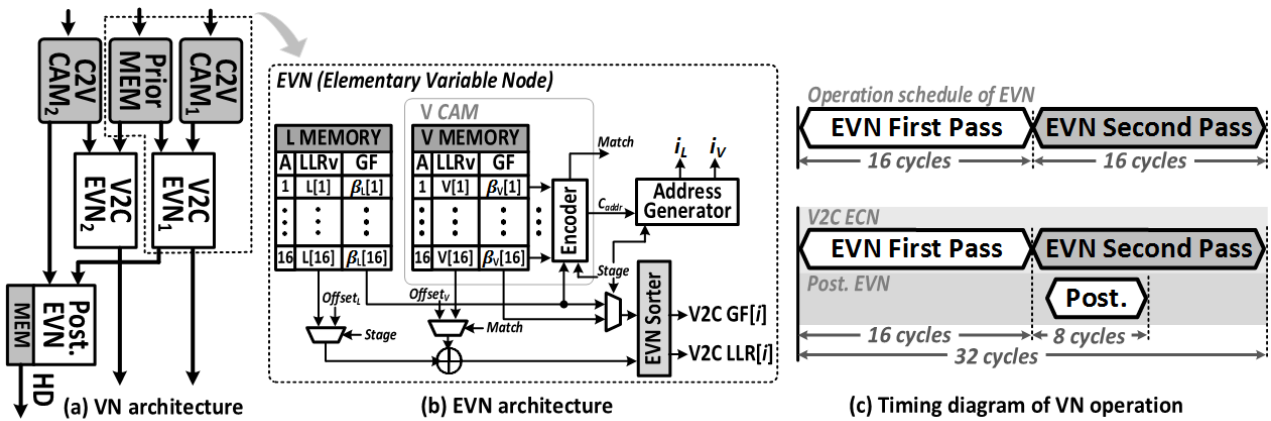 C2V
CAM2
Prior
MEM
C2V
CAM1
V2C
EVN2
V2C
EVN1
Post.
EVN
MEM
HD
(a) VN architecture
EVN (Elementary Variable Node)
V CAM
L MEMORY
A LLRv GF
1 L[1] βL[1]
16 L[16] βL[16]
V MEMORY
A LLRv GF
1 V[1] βV[1]
16 V[16] βV[16]
Encoder
Match
Caddr
iL iV
Address
Generator
Stage
OffsetL
Stage
OffsetV
Match
EVN Sorter
V2C GF[i]
V2C LLR[i]
(b) EVN architecture
Operation schedule of EVN
EVN First Pass EVN Second Pass
16 cycles 16 cycles
V2C ECN
EVN First Pass EVN Second Pass
Post. EVN
Post.
16 cycles 8 cycles
32 cycles
(c) Timing diagram of VN operation